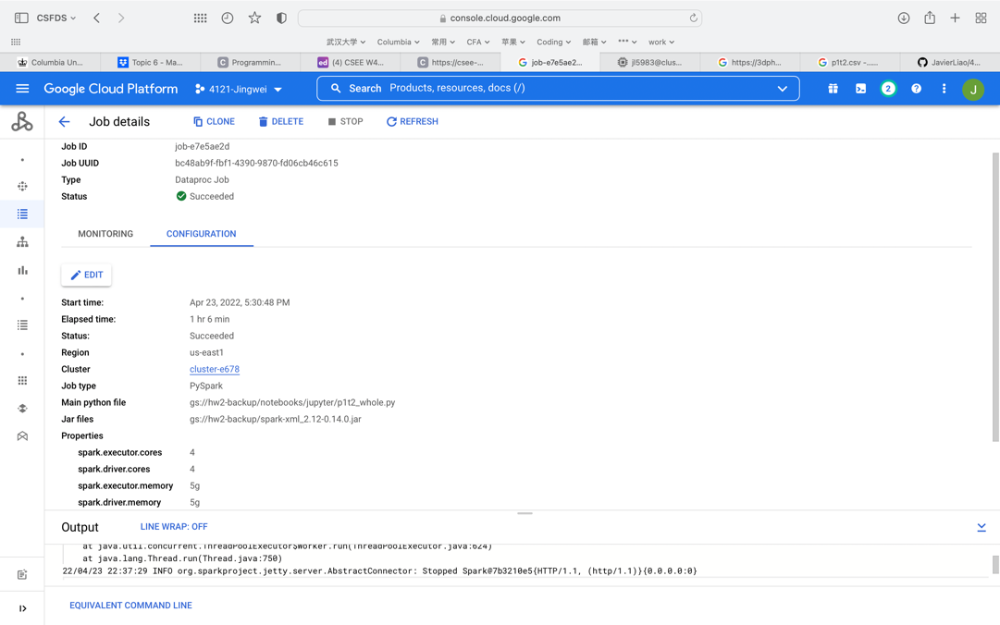 CSFDS
console.cloud.google.com
武汉大学 Columbia 常用 CFA 苹果 Coding 邮箱 ••• work
Columbia Un... Topic 6 - Ma... Programmin... (4) CSEE W4... https://csee-... job-e7e5ae2... jl5983@clus... https://3dph... p1t2.csv -... JavierLiao/4...
Google Cloud Platform 4121-Jingwei Search Products, resources, docs (/) 2 J
Job details CLONE DELETE STOP REFRESH
Job ID job-e7e5ae2d
Job UUID bc48ab9f-fbf1-4390-9870-fd06cb46c615
Type Dataproc Job
Status Succeeded
MONITORING CONFIGURATION
EDIT
Start time: Apr 23, 2022, 5:30:48 PM
Elapsed time: 1 hr 6 min
Status: Succeeded
Region us-east1
Cluster cluster-e678
Job type PySpark
Main python file gs://hw2-backup/notebooks/jupyter/p1t2_whole.py
Jar files gs://hw2-backup/spark-xml_2.12-0.14.0.jar
Properties
spark.executor.cores 4
spark.driver.cores 4
spark.executor.memory 5g
spark.driver.memory 5g
Output LINE WRAP: OFF
at java.util.concurrent.ThreadPoolExecutor$Worker.run(ThreadPoolExecutor.java:624)
at java.lang.Thread.run(Thread.java:750)
22/04/23 22:37:29 INFO org.sparkproject.jetty.server.AbstractConnector: Stopped Spark@7b3210e5{HTTP/1.1, (http/1.1)}{0.0.0.0:0}
EQUIVALENT COMMAND LINE